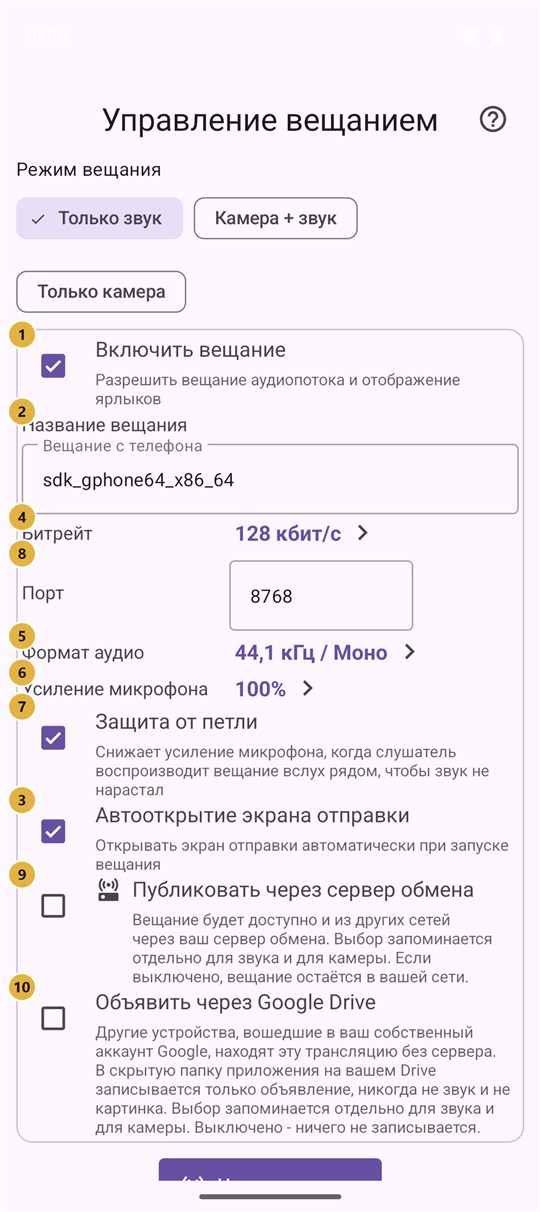 10:00
Управление вещанием
Режим вещания
Только звук
Камера + звук
Только камера
1
Включить вещание
Разрешить вещание аудиопотока и отображение
ярлыков
2
Название вещания
Вещание с телефона
sdk_gphone64_x86_64
4
Битрейт
128 кбит/с
8
Порт
8768
5
Формат аудио
44,1 кГц / Моно
6
Усиление микрофона
100%
7
Защита от петли
Снижает усиление микрофона, когда слушатель
воспроизводит вещание вслух рядом, чтобы звук не
нарастал
3
Автооткрытие экрана отправки
Открывать экран отправки автоматически при запуске
вещания
9
Публиковать через сервер обмена
Вещание будет доступно и из других сетей
через ваш сервер обмена. Выбор запоминается
отдельно для звука и для камеры. Если
выключено, вещание остаётся в вашей сети.
10
Объявить через Google Drive
Другие устройства, вошедшие в ваш собственный
аккаунт Google, находят эту трансляцию без сервера.
В скрытую папку приложения на вашем Drive
записывается только объявление, никогда не звук и не
картинка. Выбор запоминается отдельно для звука и
для камеры. Выключено - ничего не записывается.